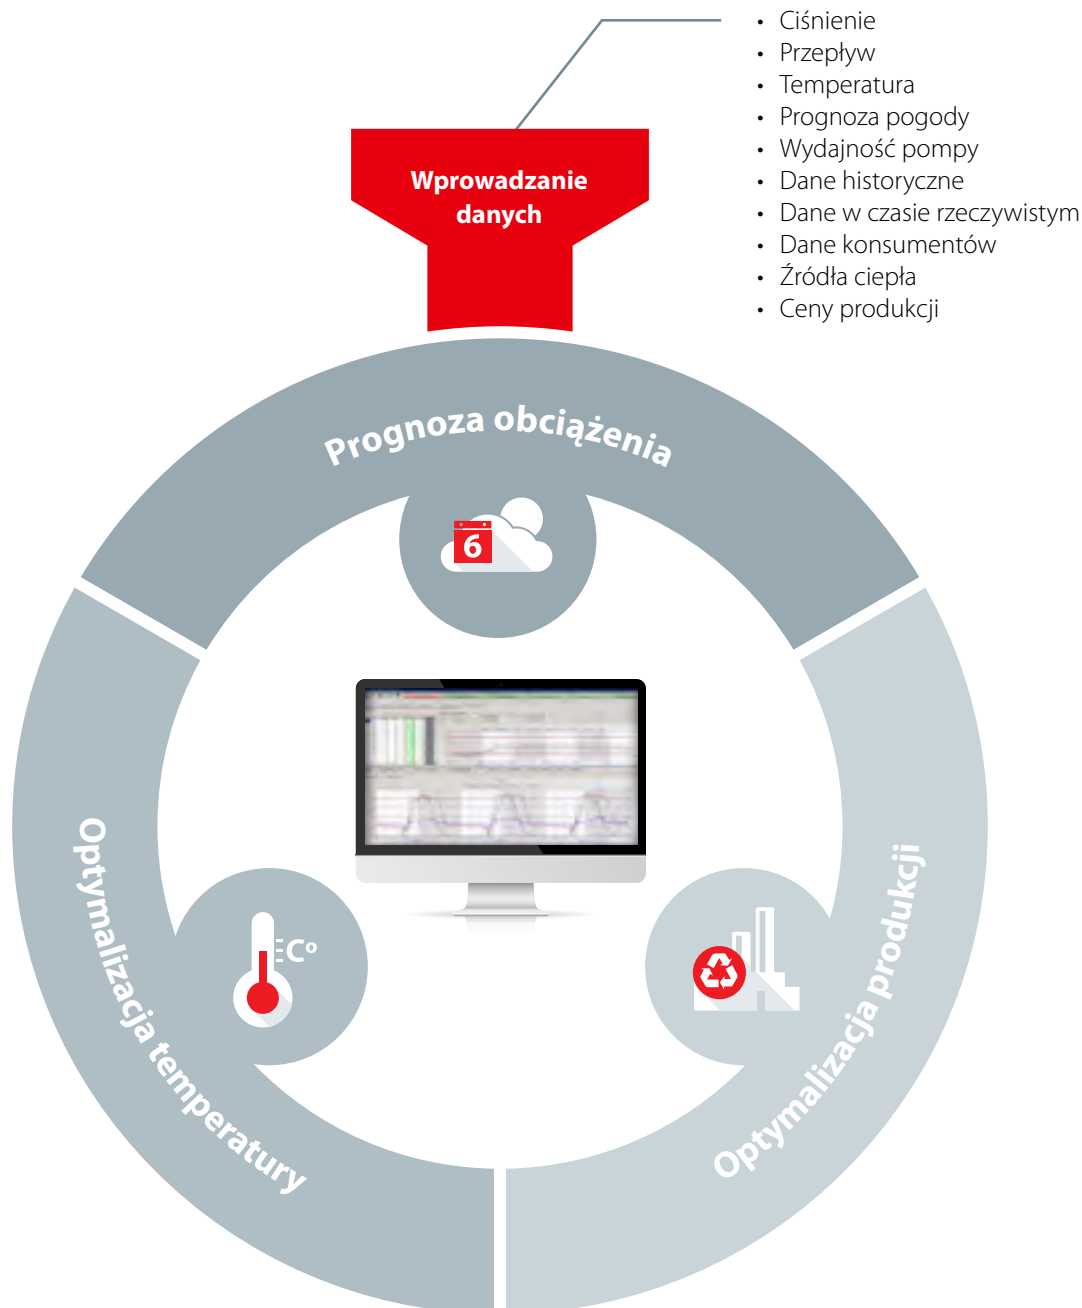 • Ciśnienie
• Przepływ
• Temperatura
• Prognoza pogody
• Wydajność pompy
• Dane historyczne
• Dane w czasie rzeczywistym
• Dane konsumentów
• Źródła ciepła
• Ceny produkcji
Wprowadzanie
danych
Prognoza obciążenia
6
Optymalizacja temperatury
C°
Optymalizacja produkcji